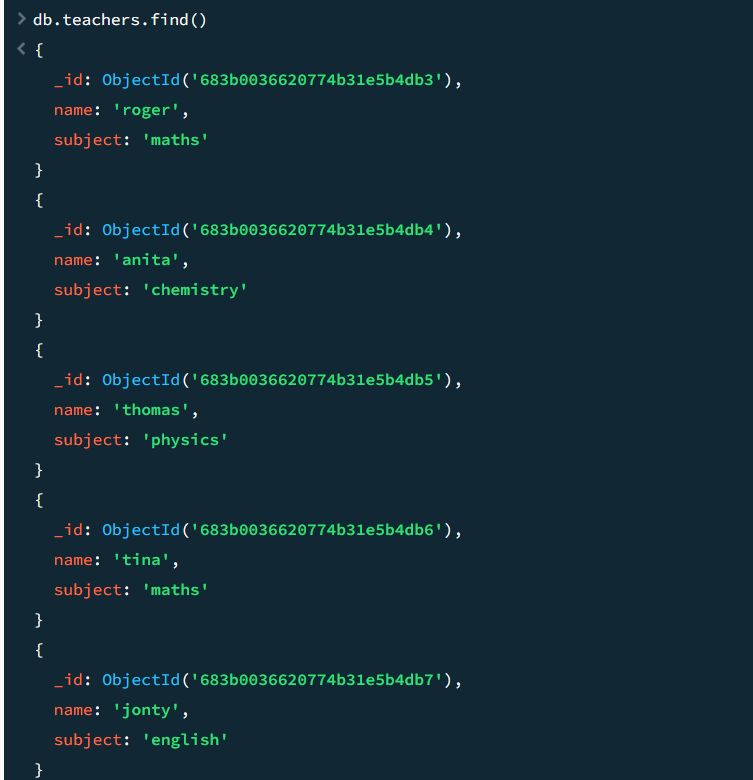 > db.teachers.find()
< {
_id: ObjectId('683b0036620774b31e5b4db3'),
name: 'roger',
subject: 'maths'
}
{
_id: ObjectId('683b0036620774b31e5b4db4'),
name: 'anita',
subject: 'chemistry'
}
{
_id: ObjectId('683b0036620774b31e5b4db5'),
name: 'thomas',
subject: 'physics'
}
{
_id: ObjectId('683b0036620774b31e5b4db6'),
name: 'tina',
subject: 'maths'
}
{
_id: ObjectId('683b0036620774b31e5b4db7'),
name: 'jonty',
subject: 'english'
}